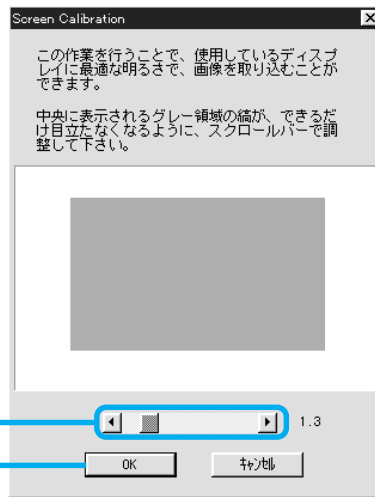 Screen Calibration
この作業を行うことで、使用しているディスプ
レイに最適な明るさで、画像を取り込むことが
できます。
中央に表示されるグレー領域の縞が、できるだ
け目立たなくなるように、スクロールバーで調
整して下さい。
1.3
OK
ｷｬﾝｾﾙ